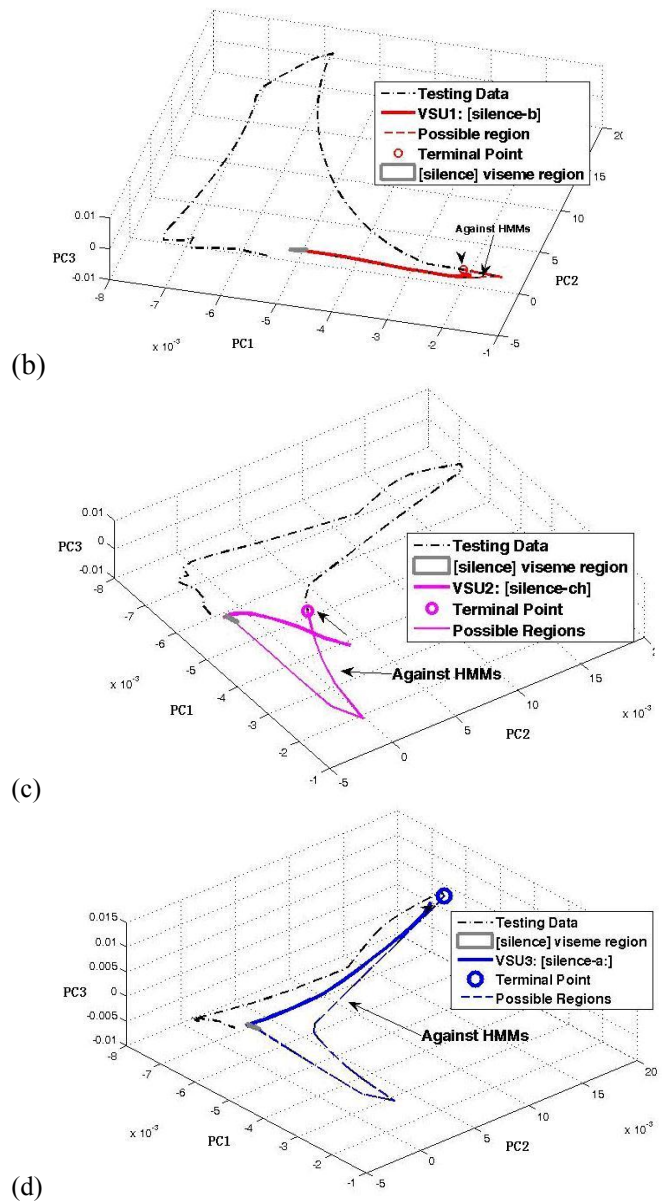 Testing Data
VSU1: [silence-b]
Possible region
Terminal Point
[silence] viseme region
Against HMMs
0.01
0
-0.01
PC3
-8
-7
-6
-5
-4
-3
-2
-1
x 10⁻³
PC1
-5
0
5
10
15
20
PC2
(b)
Testing Data
[silence] viseme region
VSU2: [silence-ch]
Terminal Point
Possible Regions
Against HMMs
0.01
0
-0.01
PC3
-8
-7
-6
-5
-4
-3
-2
-1
x 10⁻³
PC1
-5
0
5
10
15
x 10⁻³
PC2
(c)
Testing Data
[silence] viseme region
VSU3: [silence-a:]
Terminal Point
Possible Regions
Against HMMs
0.015
0.01
0.005
0
-0.005
-0.01
PC3
-8
-7
-6
-5
-4
-3
-2
-1
x 10⁻³
PC1
-5
0
5
10
15
20
x 10⁻³
PC2
(d)